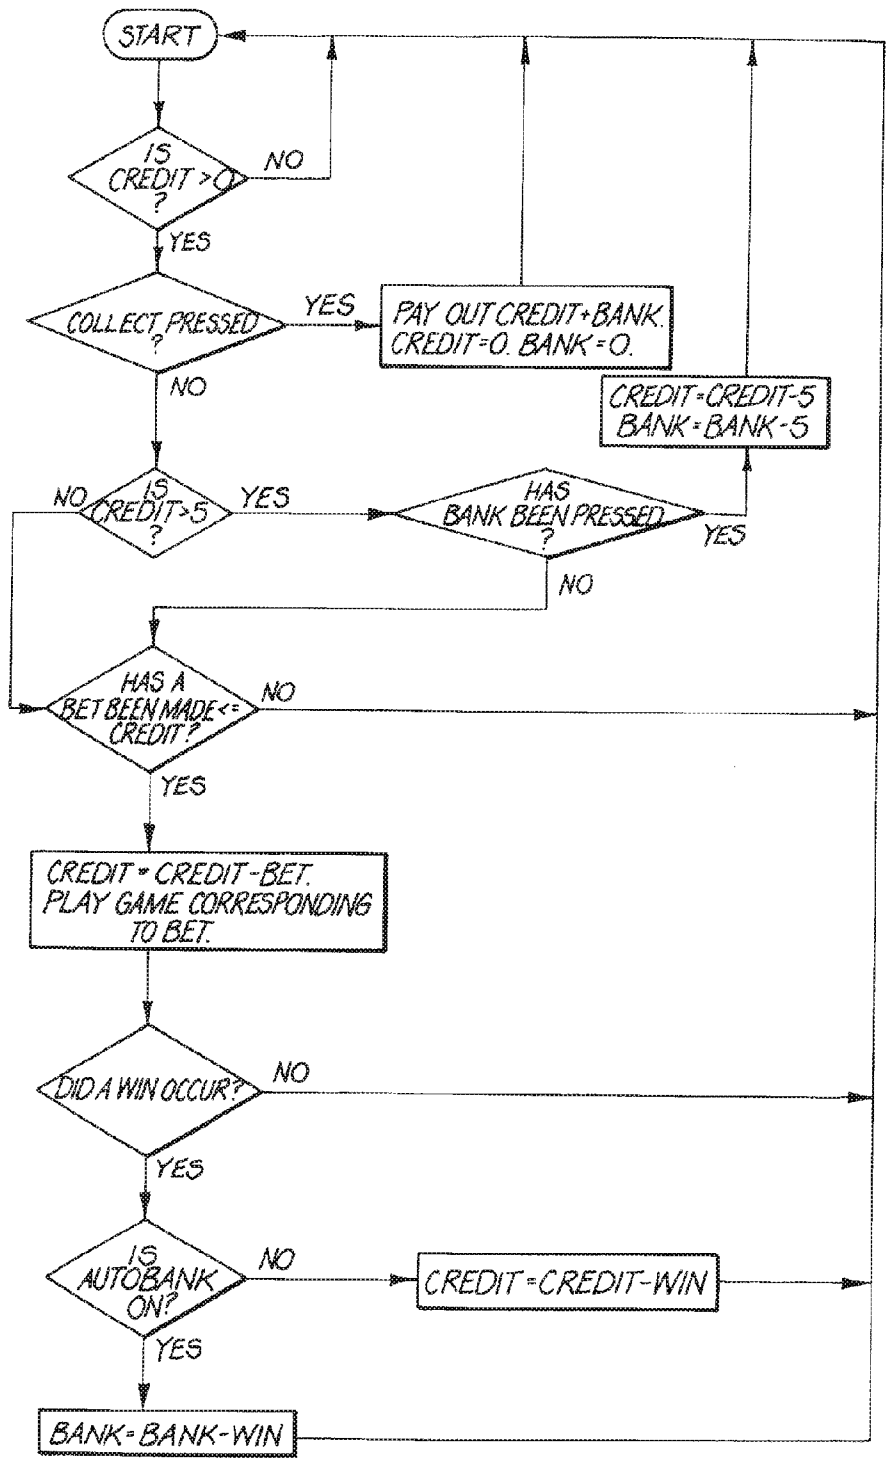 START
IS
CREDIT >0
?
NO
YES
COLLECT PRESSED
?
YES
PAY OUT CREDIT+BANK.
CREDIT=0. BANK=0.
NO
CREDIT=CREDIT-5
BANK=BANK-5
IS
CREDIT>5
?
NO
YES
HAS
BANK BEEN PRESSED
?
YES
NO
HAS A
BET BEEN MADE<=
CREDIT?
NO
YES
CREDIT=CREDIT-BET.
PLAY GAME CORRESPONDING
TO BET.
DID A WIN OCCUR?
NO
YES
IS
AUTOBANK
ON?
NO
CREDIT=CREDIT-WIN
YES
BANK=BANK-WIN